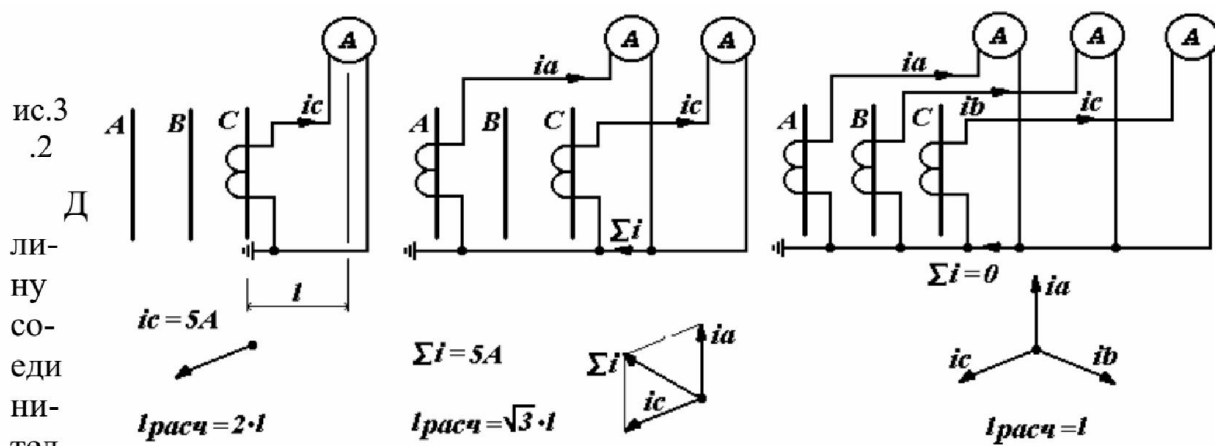 ис.3
.2
Д
ли-
ну
со-
еди
ни-
тел
A B C ic A
l
ic = 5A
lрасч = 2·l
A B C ia A ic A
Σi
Σi = 5A
lрасч = √3·l
Σi ia ic
A B C ia A ib A ic A
Σi = 0
ia
ic ib
lрасч = l